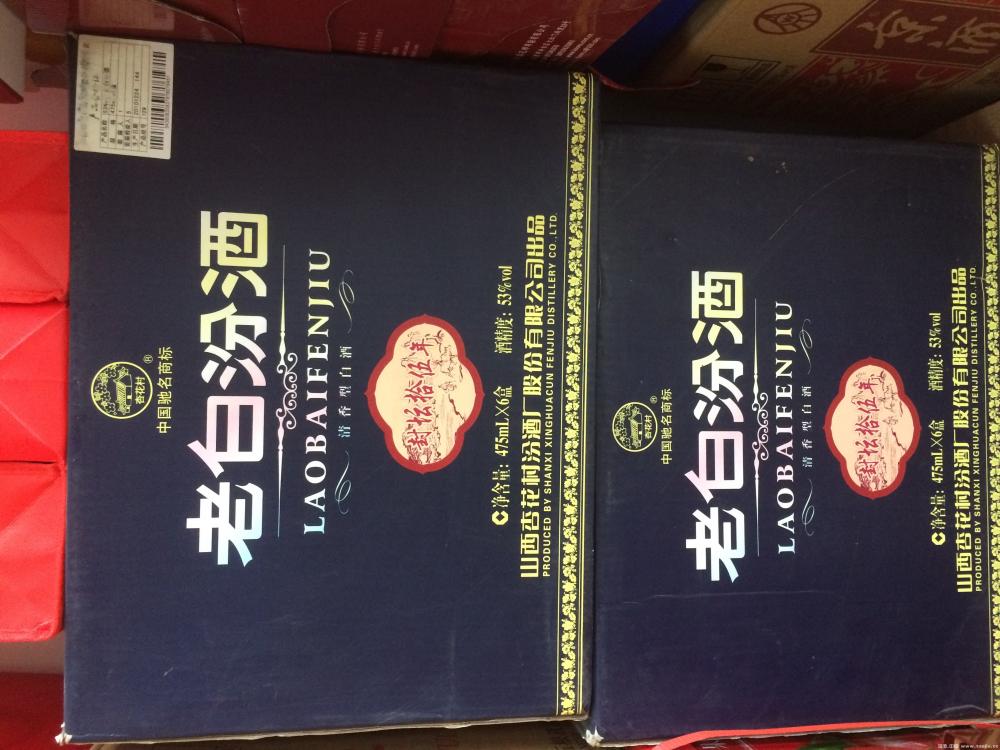 杏花村
®
中国驰名商标
老白汾酒
LAOBAIFENJIU
清香型白酒
封坛拾伍年
净含量: 475mL×6盒 酒精度: 53%vol
山西杏花村汾酒厂股份有限公司出品
PRODUCED BY SHANXI XINGHUACUN FENJIU DISTILLERY CO.,LTD.
杏花村
®
中国驰名商标
老白汾酒
LAOBAIFENJIU
清香型白酒
封坛拾伍年
净含量: 475mL×6盒 酒精度: 53%vol
山西杏花村汾酒厂股份有限公司出品
PRODUCED BY SHANXI XINGHUACUN FENJIU DISTILLERY CO.,LTD.